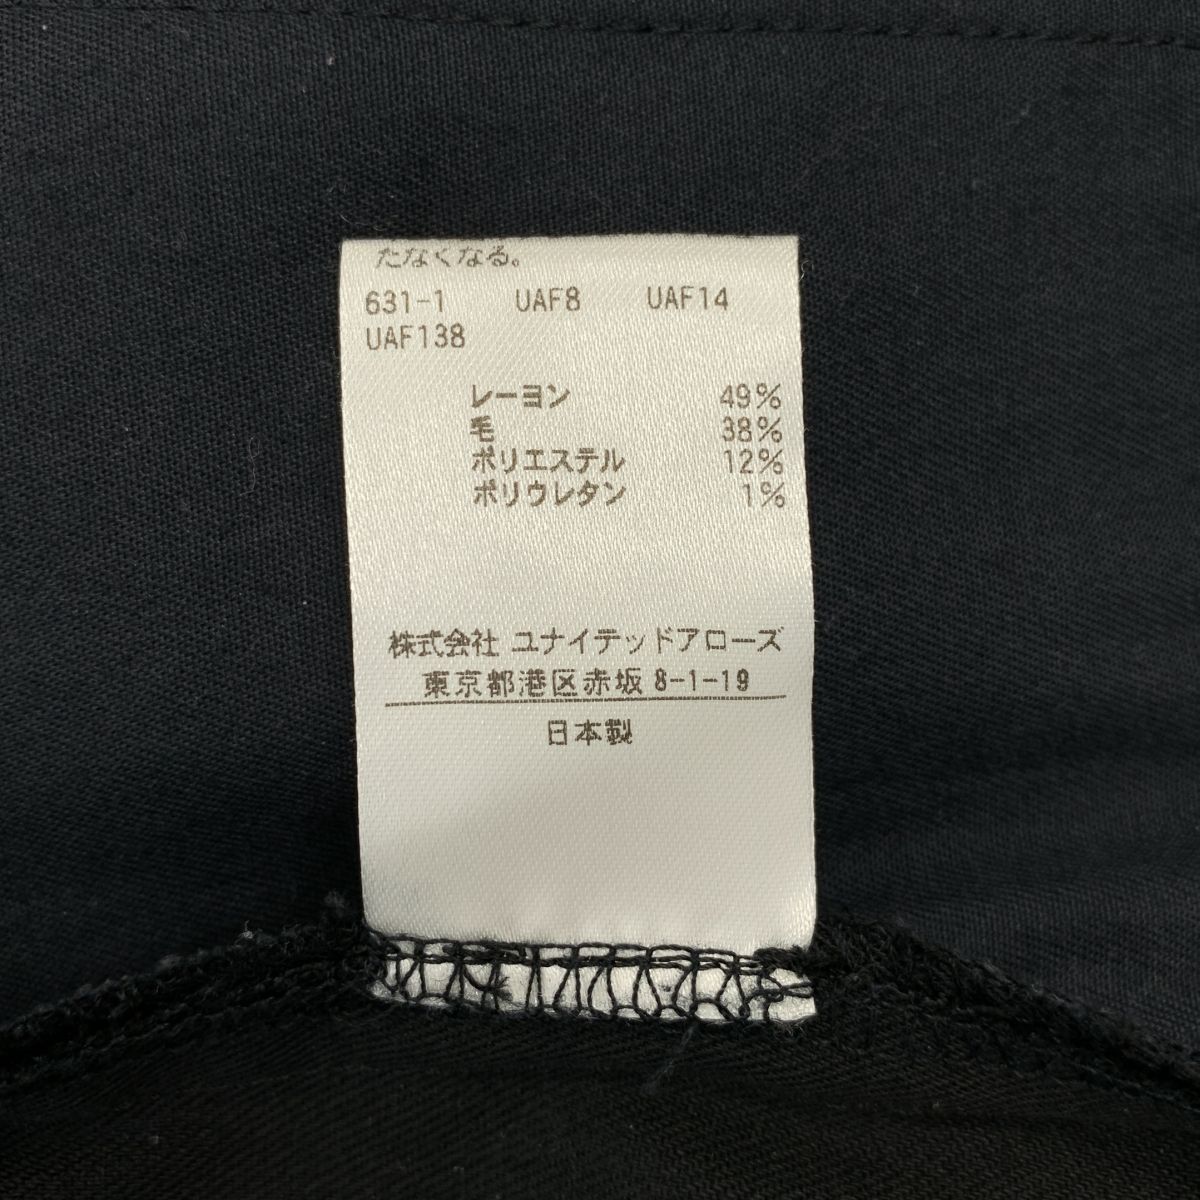 たなくなる。
631-1 UAF8 UAF14
UAF138
レーヨン 49%
毛 38%
ポリエステル 12%
ポリウレタン 1%
株式会社 ユナイテッドアローズ
東京都港区赤坂 8-1-19
日本製